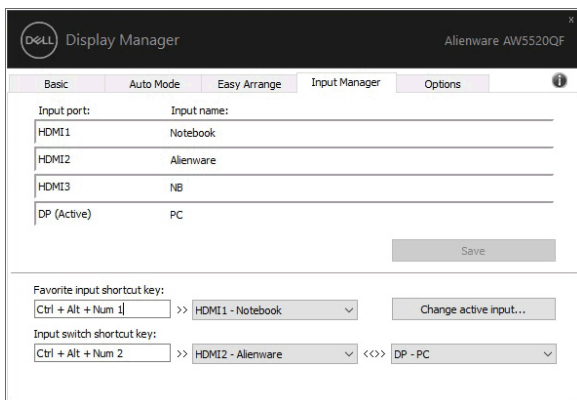 x
DELL Display Manager Alienware AW5520QF
Basic Auto Mode Easy Arrange Input Manager Options i
Input port: Input name:
HDMI1 Notebook
HDMI2 Alienware
HDMI3 NB
DP (Active) PC
Save
Favorite input shortcut key:
Ctrl + Alt + Num 1 >> HDMI1 - Notebook Change active input...
Input switch shortcut key:
Ctrl + Alt + Num 2 >> HDMI2 - Alienware <<>> DP - PC